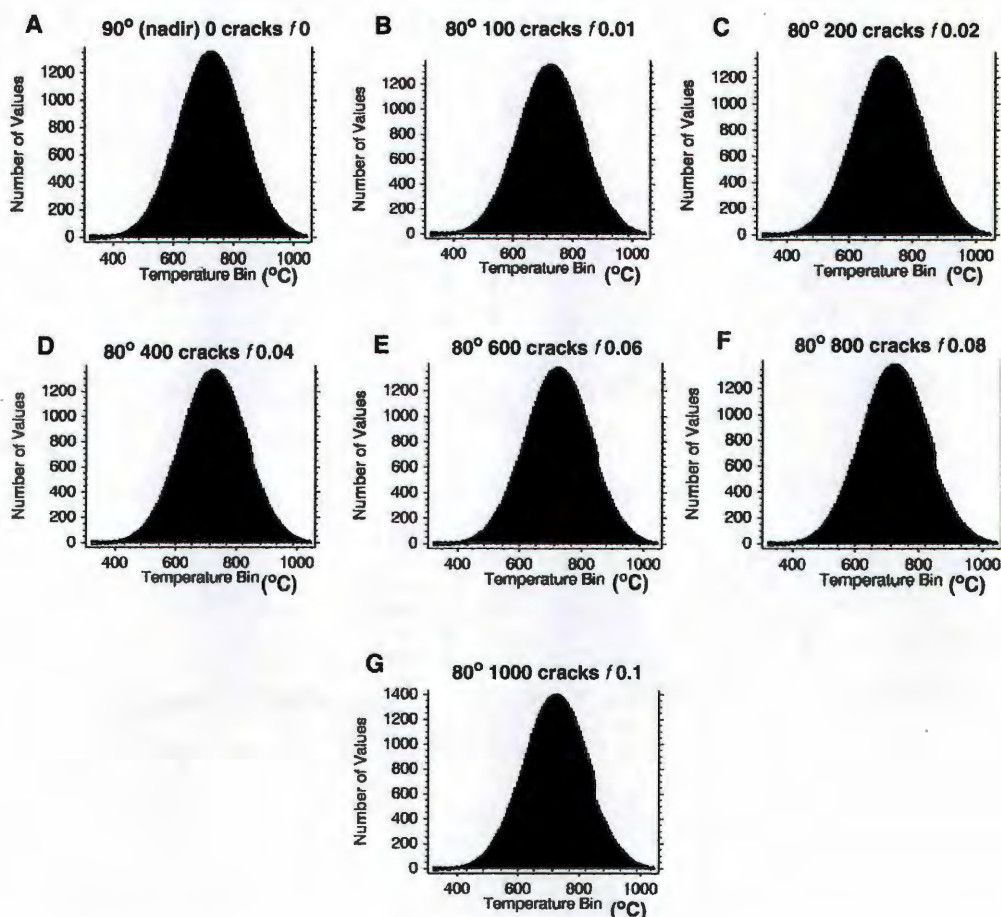 A
90° (nadir) 0 cracks f 0
Number of Values
1200
1000
800
600
400
200
0
400 600 800 1000
Temperature Bin (°C)
B
80° 100 cracks f 0.01
Number of Values
1200
1000
800
600
400
200
0
400 600 800 1000
Temperature Bin (°C)
C
80° 200 cracks f 0.02
Number of Values
1200
1000
800
600
400
200
0
400 600 800 1000
Temperature Bin (°C)
D
80° 400 cracks f 0.04
Number of Values
1200
1000
800
600
400
200
0
400 600 800 1000
Temperature Bin (°C)
E
80° 600 cracks f 0.06
Number of Values
1200
1000
800
600
400
200
0
400 600 800 1000
Temperature Bin (°C)
F
80° 800 cracks f 0.08
Number of Values
1200
1000
800
600
400
200
0
400 600 800 1000
Temperature Bin (°C)
G
80° 1000 cracks f 0.1
Number of Values
1400
1200
1000
800
600
400
200
0
400 600 800 1000
Temperature Bin (°C)